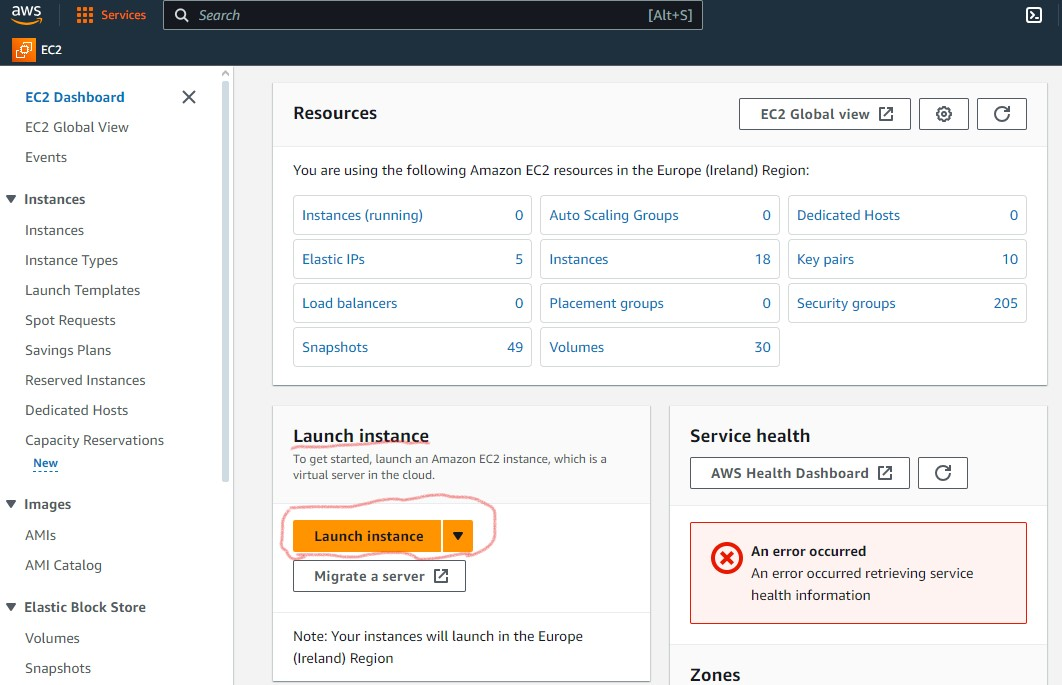 aws
Services
Search
[Alt+S]
EC2
EC2 Dashboard
EC2 Global View
Events
Instances
Instances
Instance Types
Launch Templates
Spot Requests
Savings Plans
Reserved Instances
Dedicated Hosts
Capacity Reservations
New
Images
AMIs
AMI Catalog
Elastic Block Store
Volumes
Snapshots
Resources
EC2 Global view
You are using the following Amazon EC2 resources in the Europe (Ireland) Region:
Instances (running) 0
Auto Scaling Groups 0
Dedicated Hosts 0
Elastic IPs 5
Instances 18
Key pairs 10
Load balancers 0
Placement groups 0
Security groups 205
Snapshots 49
Volumes 30
Launch instance
To get started, launch an Amazon EC2 instance, which is a
virtual server in the cloud.
Launch instance
Migrate a server
Note: Your instances will launch in the Europe
(Ireland) Region
Service health
AWS Health Dashboard
An error occurred
An error occurred retrieving service
health information
Zones